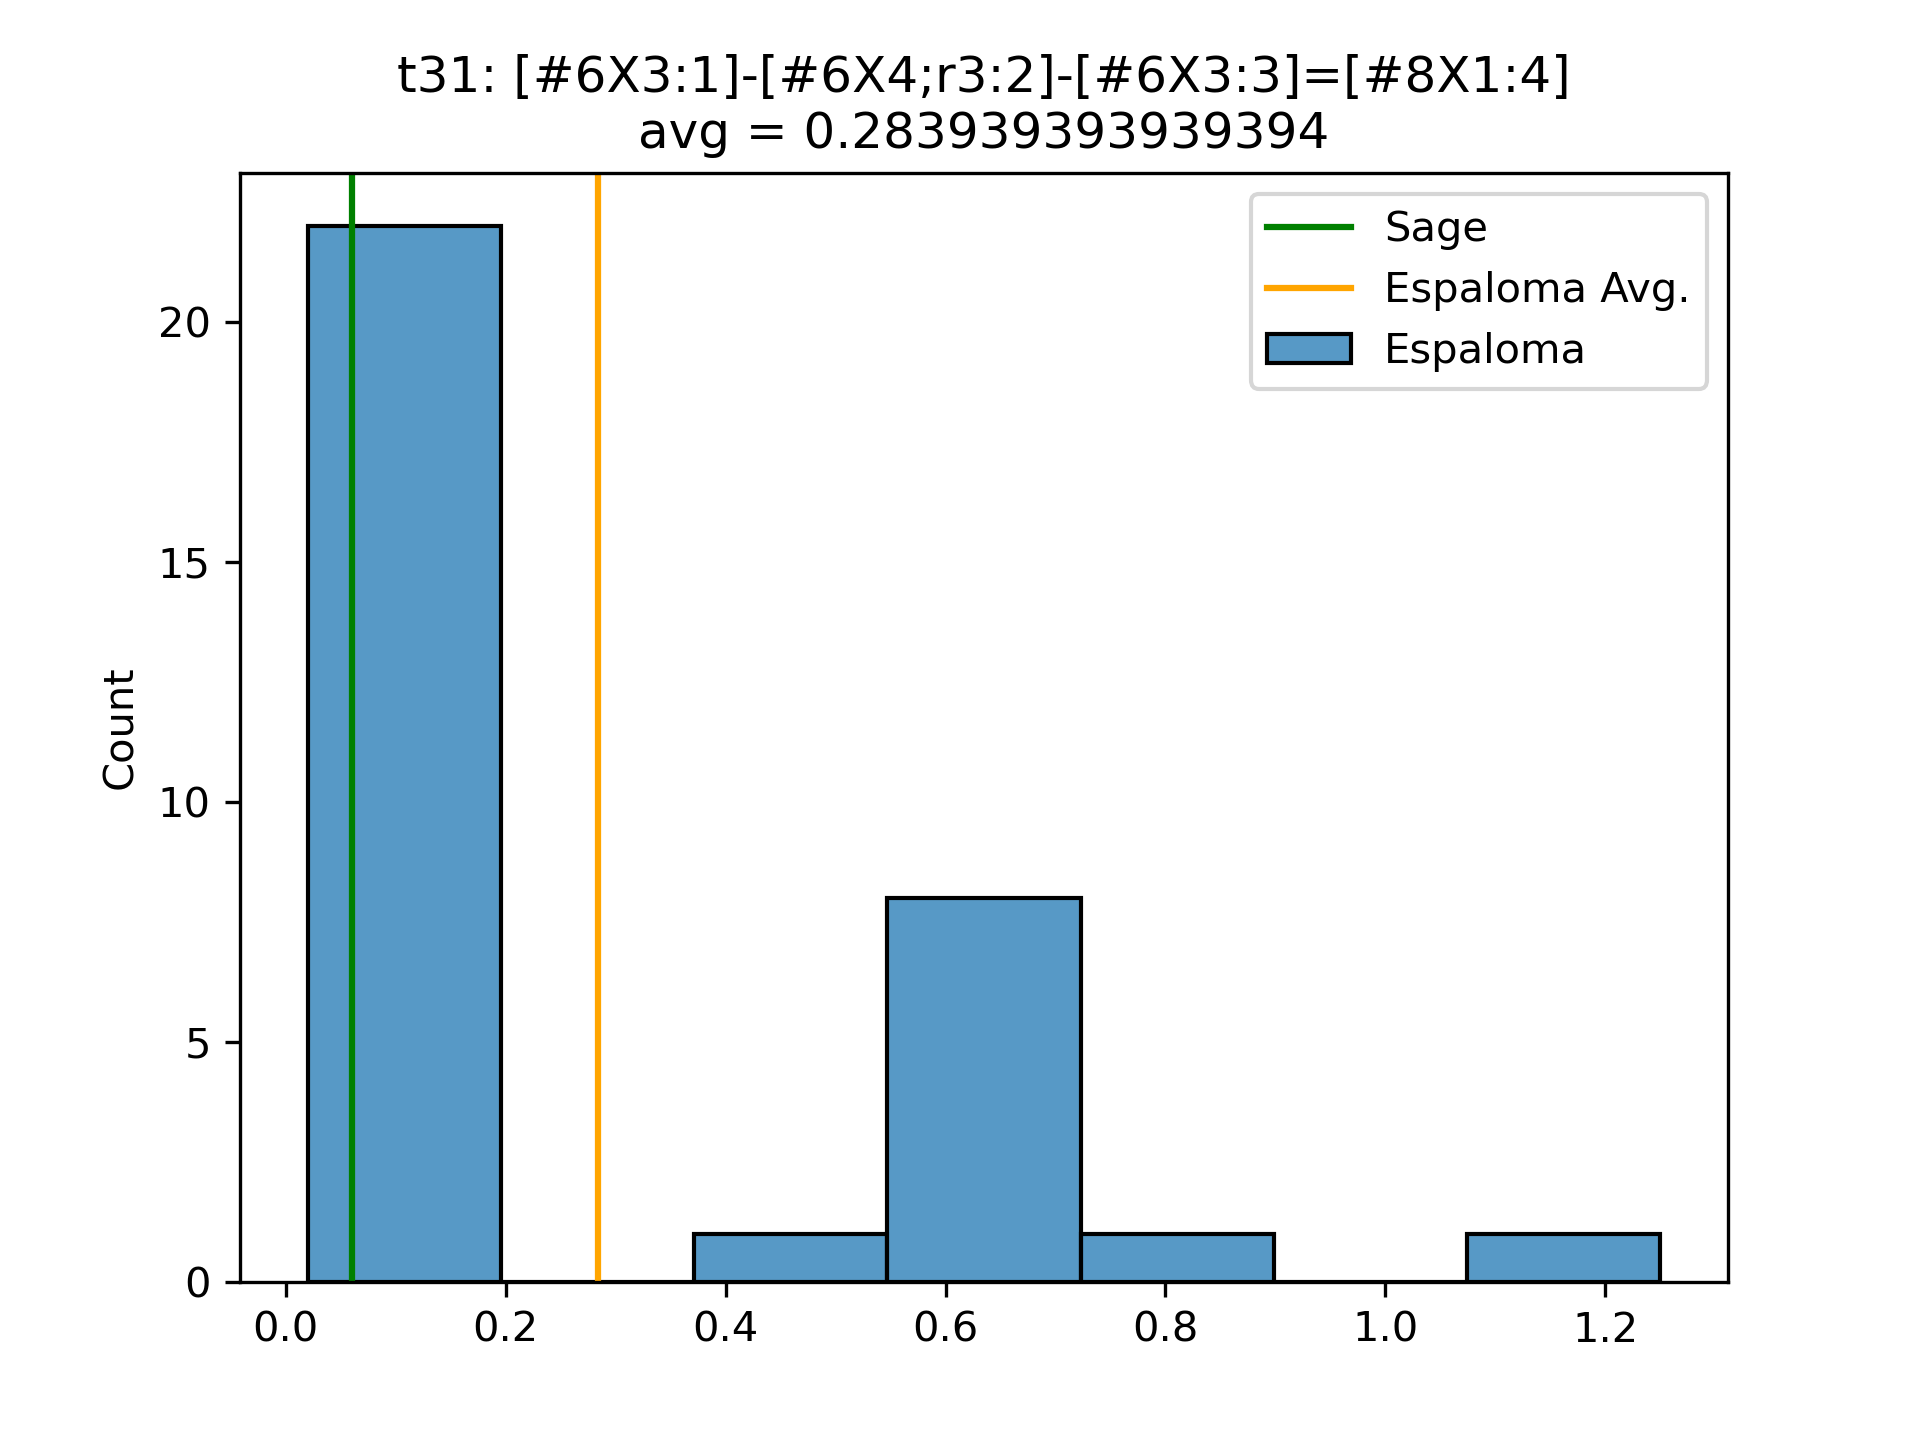 t31: [#6X3:1]-[#6X4;r3:2]-[#6X3:3]=[#8X1:4]
avg = 0.283939393939394
Sage
Espaloma Avg.
Espaloma
Count
20
15
10
5
0
0.0 0.2 0.4 0.6 0.8 1.0 1.2